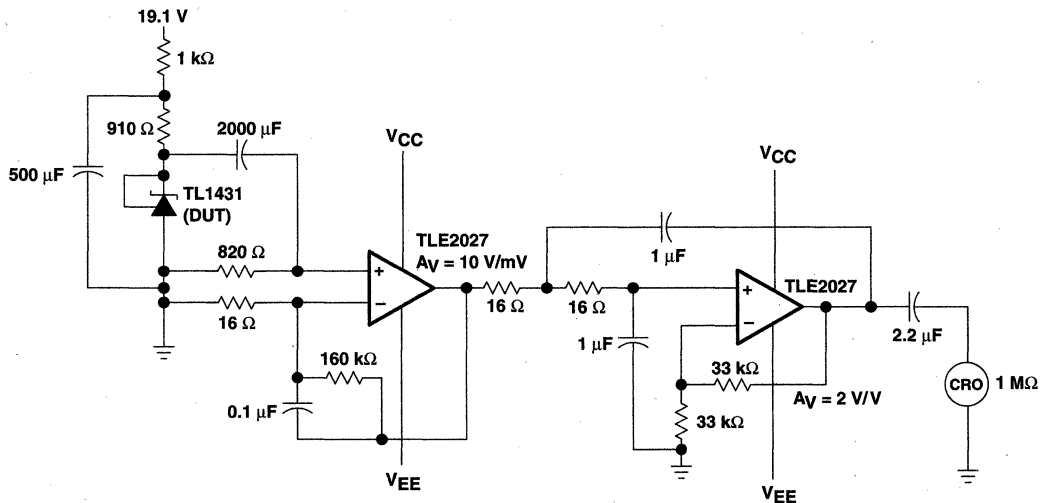 19.1 V
1 kΩ
910 Ω
2000 µF
500 µF
TL1431
(DUT)
820 Ω
16 Ω
160 kΩ
0.1 µF
VCC
TLE2027
AV = 10 V/mV
+
–
VEE
16 Ω
16 Ω
1 µF
1 µF
VCC
TLE2027
+
–
33 kΩ
33 kΩ
AV = 2 V/V
VEE
2.2 µF
CRO
1 MΩ